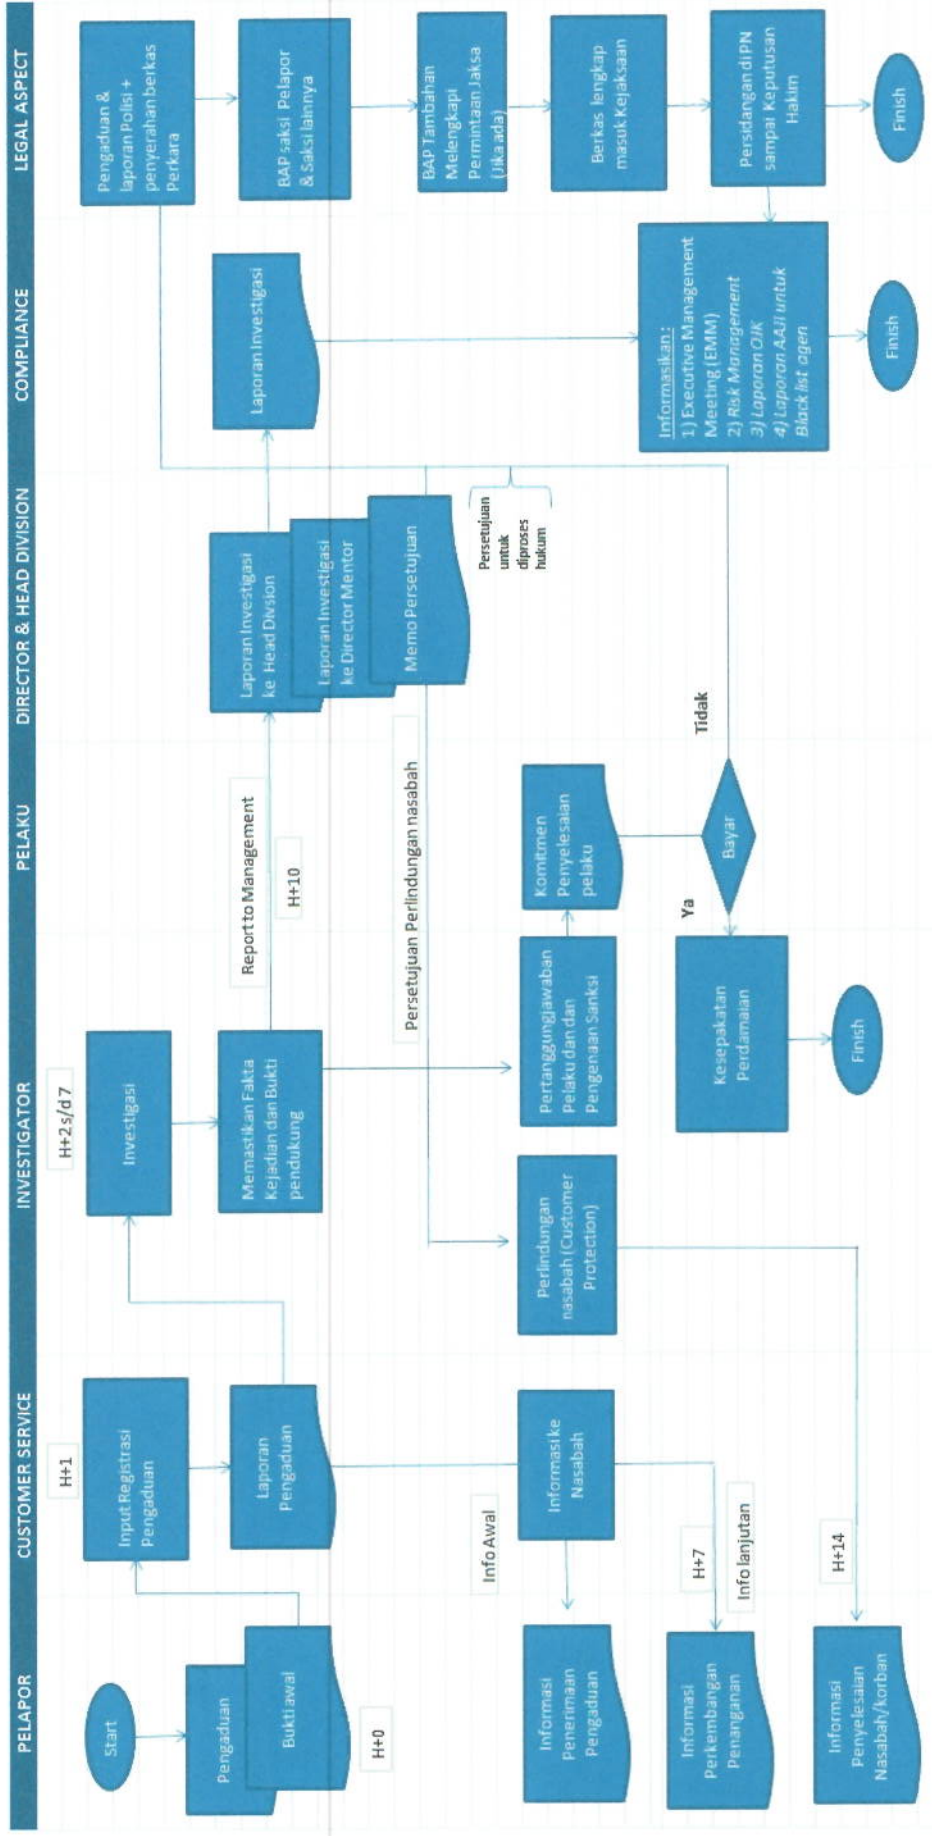 PELAPOR
CUSTOMER SERVICE
INVESTIGATOR
PELAKU
DIRECTOR & HEAD DIVISION
COMPLIANCE
LEGAL ASPECT
Start
Pengaduan
Bukti awal
H+0
H+1
Input Registrasi
Pengaduan
Laporan
Pengaduan
Info Awal
Informasi ke
Nasabah
H+7
Info lanjutan
H+14
Informasi
Penerimaan
Pengaduan
Informasi
Perkembangan
Penanganan
Informasi
Penyelesaian
Nasabah/korban
H+2 s/d 7
Investigasi
Memastikan Fakta
Kejadian dan Bukti
pendukung
Perlindungan
nasabah (Customer
Protection)
Pertanggungjawaban
Pelaku dan dan
Pengenaan Sanksi
Kesepakatan
Perdamaian
Finish
Report to Management
H+10
Persetujuan Perlindungan nasabah
Komitmen
Penyelesaian
pelaku
Ya
Bayar
Tidak
Laporan Investigasi
ke Head Divsion
Laporan Investigasi
ke Director Mentor
Memo Persetujuan
Persetujuan
untuk
diproses
hukum
Laporan Investigasi
Informasikan :
1) Executive Management
Meeting (EMM)
2) Risk Management
3) Laporan OJK
4) Laporan AAJI untuk
Black list agen
Finish
Pengaduan &
laporan Polisi +
penyerahan berkas
Perkara
BAP saksi Pelapor
& Saksi lainnya
BAP Tambahan
Melengkapi
Permintaan Jaksa
(Jika ada)
Berkas lengkap
masuk Kejaksaan
Persidangan di PN
sampai Keputusan
Hakim
Finish